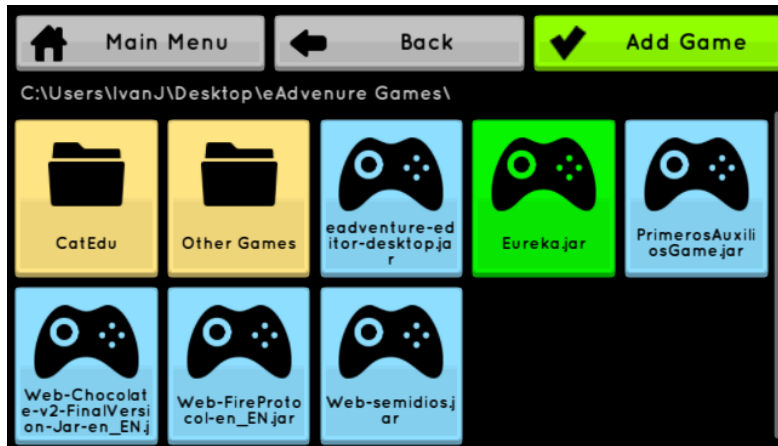 Main Menu
Back
Add Game
C:\Users\IvanJ\Desktop\eAdvenure Games\
CatEdu
Other Games
eadventure-ed
itor-desktop.ja
r
Eureka.jar
PrimerosAuxili
osGame.jar
Web-Chocolat
e-v2-FinalVersi
on-Jar-en_EN.j
Web-FireProto
col-en_EN.jar
Web-semidios.j
ar